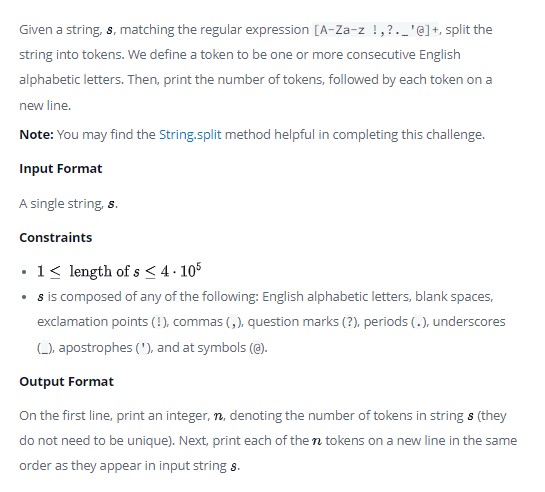 Given a string, s, matching the regular expression [A-Za-z !,?._'@]+, split the
string into tokens. We define a token to be one or more consecutive English
alphabetic letters. Then, print the number of tokens, followed by each token on a
new line.
Note: You may find the String.split method helpful in completing this challenge.
Input Format
A single string, s.
Constraints
• 1 ≤ length of s ≤ 4 · 10⁵
• s is composed of any of the following: English alphabetic letters, blank spaces,
exclamation points (!), commas (,), question marks (?), periods (.), underscores
(_), apostrophes ('), and at symbols (@).
Output Format
On the first line, print an integer, n, denoting the number of tokens in string s (they
do not need to be unique). Next, print each of the n tokens on a new line in the same
order as they appear in input string s.